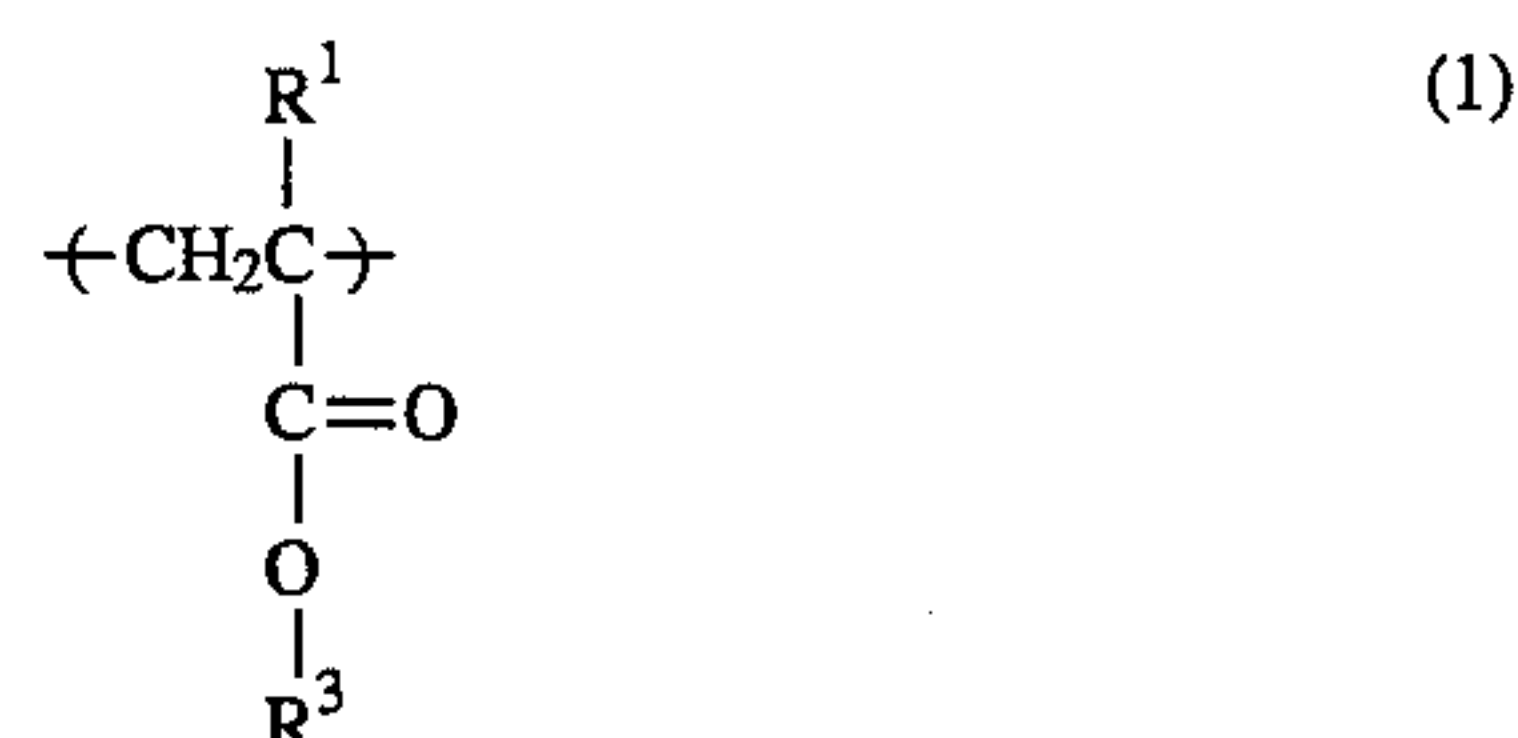 R¹ (1)
-(-CH₂C-)-
C=O
O
R³